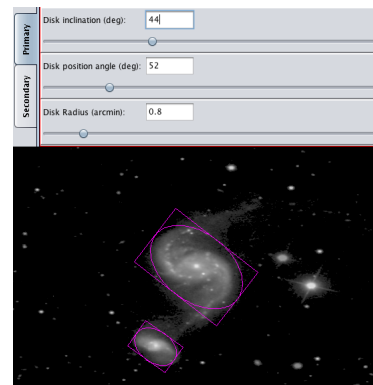 Primary
Secondary
Disk inclination (deg): 44
Disk position angle (deg): 52
Disk Radius (arcmin): 0.8